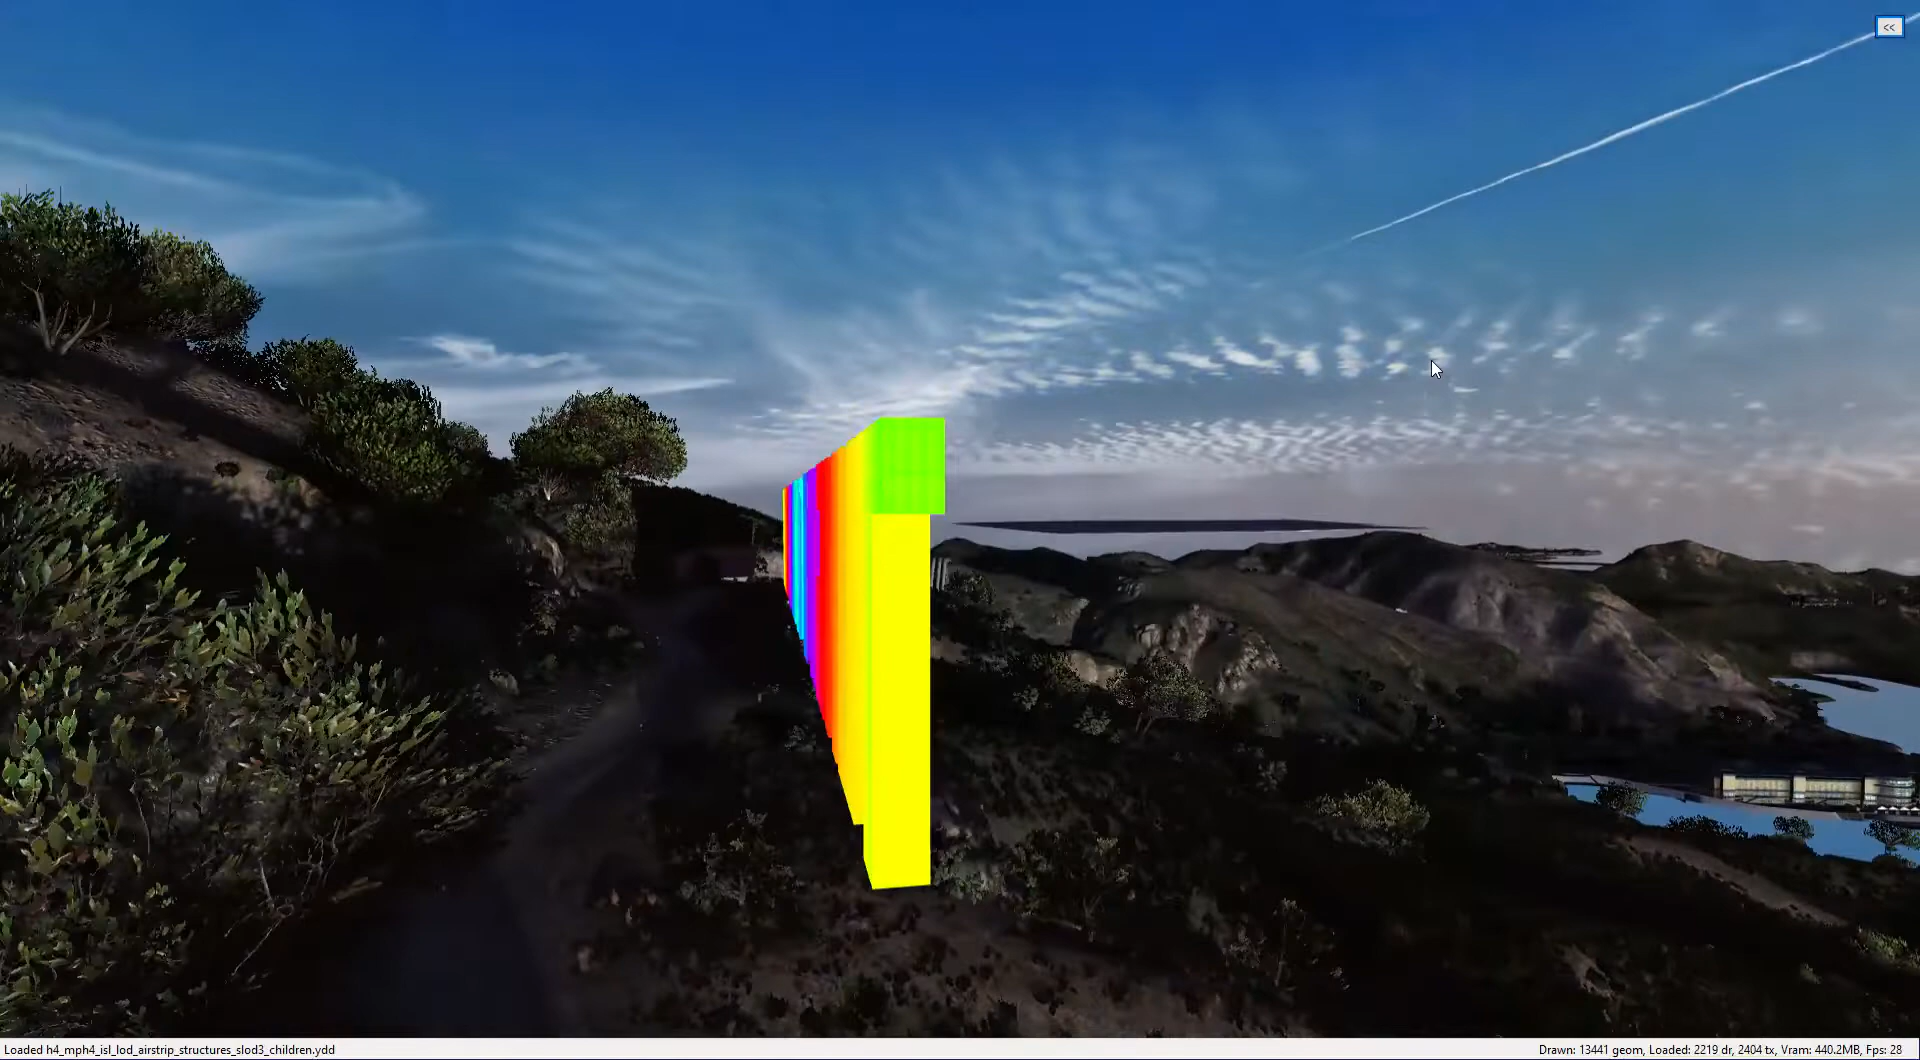 <<
Loaded h4_mph4_isl_lod_airstrip_structures_slod3_children.ydd
Drawn: 13441 geom, Loaded: 2219 dr, 2404 tx, Vram: 440.2MB, Fps: 28